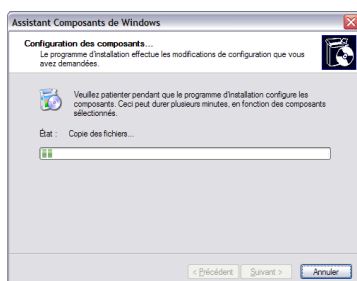 Assistant Composants de Windows
Configuration des composants...
Le programme d'installation effectue les modifications de configuration que vous
avez demandées.
Veuillez patienter pendant que le programme d'installation configure les
composants. Ceci peut durer plusieurs minutes, en fonction des composants
sélectionnés.
État : Copie des fichiers...
< Précédent Suivant > Annuler